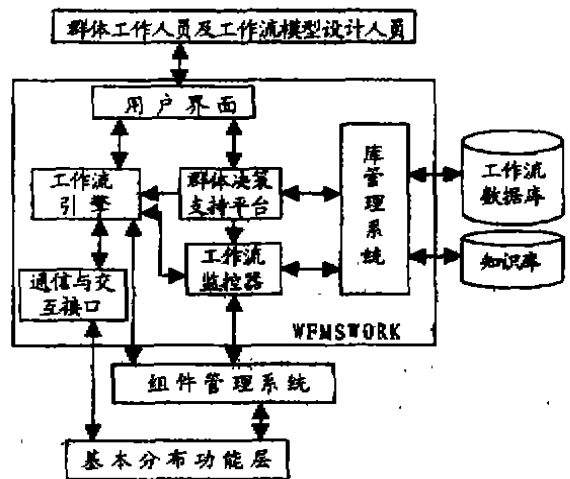 群体工作人员及工作流模型设计人员
用户界面
工作流
引擎
群体决策
支持平台
库管理系统
工作流
数据库
工作流
监控器
知识库
通信与交
互接口
WFMSWORK
组件管理系统
基本分布功能层